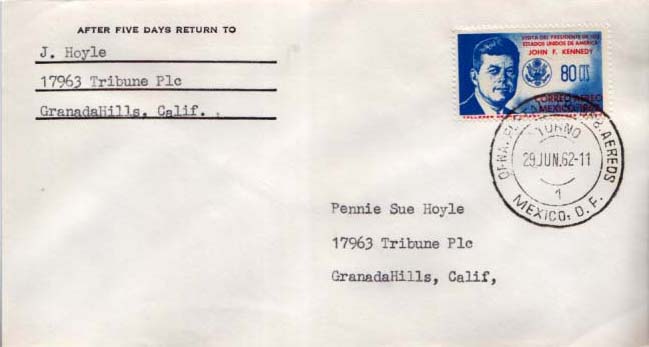 AFTER FIVE DAYS RETURN TO
J. Hoyle
17963 Tribune Plc
GranadaHills, Calif.
VISITA DEL PRESIDENTE DE LOS
ESTADOS UNIDOS DE AMERICA
JOHN F. KENNEDY
80 CTS
CORREO AEREO
MEXICO
OFNA. AEREOS
TURNO
29 JUN.62-11
1
MEXICO, D. F.
Pennie Sue Hoyle
17963 Tribune Plc
GranadaHills, Calif,